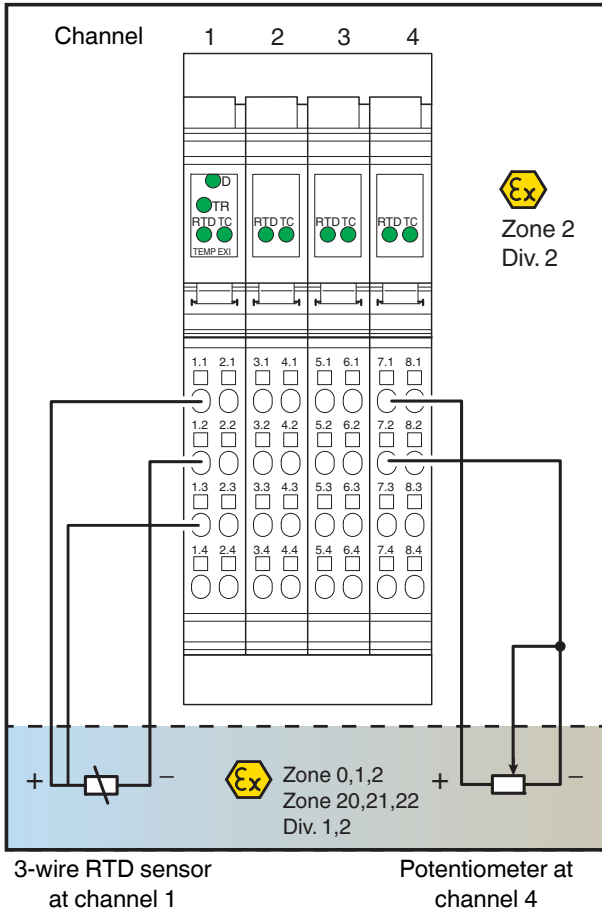 Channel 1 2 3 4
D
TR
RTD TC RTD TC RTD TC RTD TC
TEMP EXI
Ex
Zone 2
Div. 2
1.1 2.1 3.1 4.1 5.1 6.1 7.1 8.1
1.2 2.2 3.2 4.2 5.2 6.2 7.2 8.2
1.3 2.3 3.3 4.3 5.3 6.3 7.3 8.3
1.4 2.4 3.4 4.4 5.4 6.4 7.4 8.4
+ − Ex Zone 0,1,2 + −
Zone 20,21,22
Div. 1,2
3-wire RTD sensor
at channel 1
Potentiometer at
channel 4